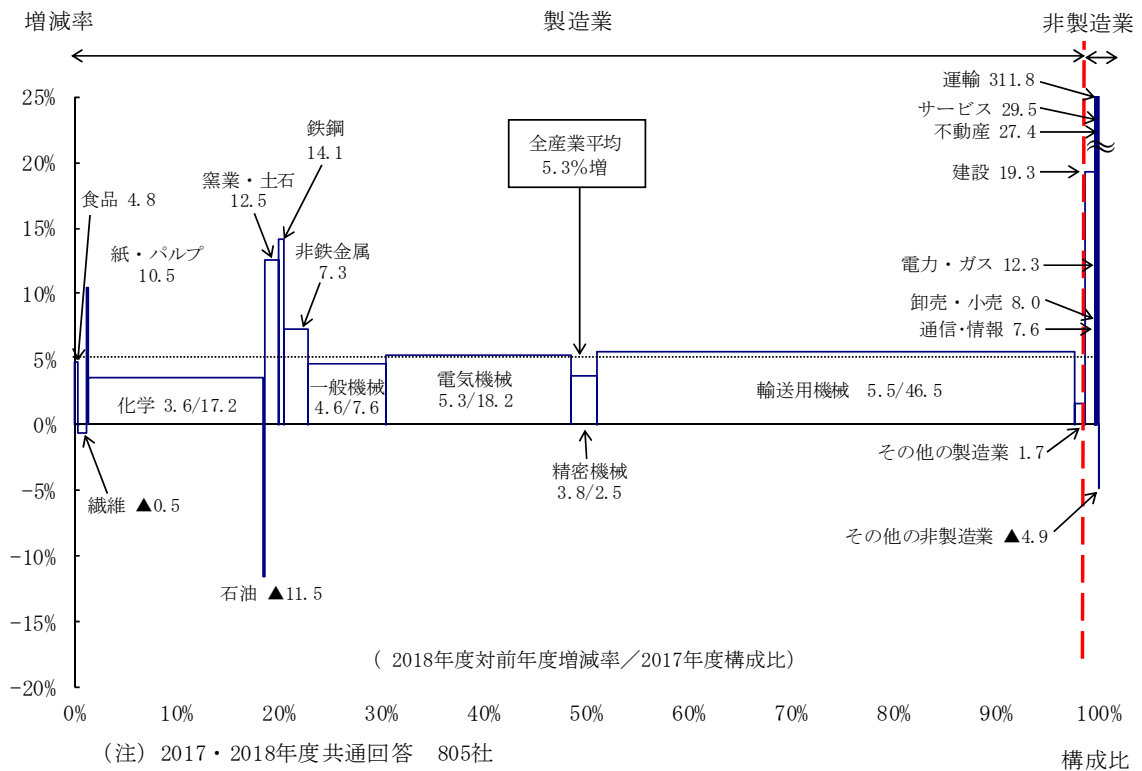 増減率
製造業
非製造業
運輸 311.8
サービス 29.5
不動産 27.4
建設 19.3
電力・ガス 12.3
卸売・小売 8.0
通信・情報 7.6
25%
20%
15%
10%
5%
0%
-5%
-10%
-15%
-20%
食品 4.8
紙・パルプ
10.5
窯業・土石
12.5
鉄鋼
14.1
非鉄金属
7.3
全産業平均
5.3%増
化学 3.6/17.2
一般機械
4.6/7.6
電気機械
5.3/18.2
輸送用機械 5.5/46.5
繊維 ▲0.5
石油 ▲11.5
精密機械
3.8/2.5
その他の製造業 1.7
その他の非製造業 ▲4.9
( 2018年度対前年度増減率／2017年度構成比)
0% 10% 20% 30% 40% 50% 60% 70% 80% 90% 100%
(注) 2017・2018年度共通回答 805社
構成比